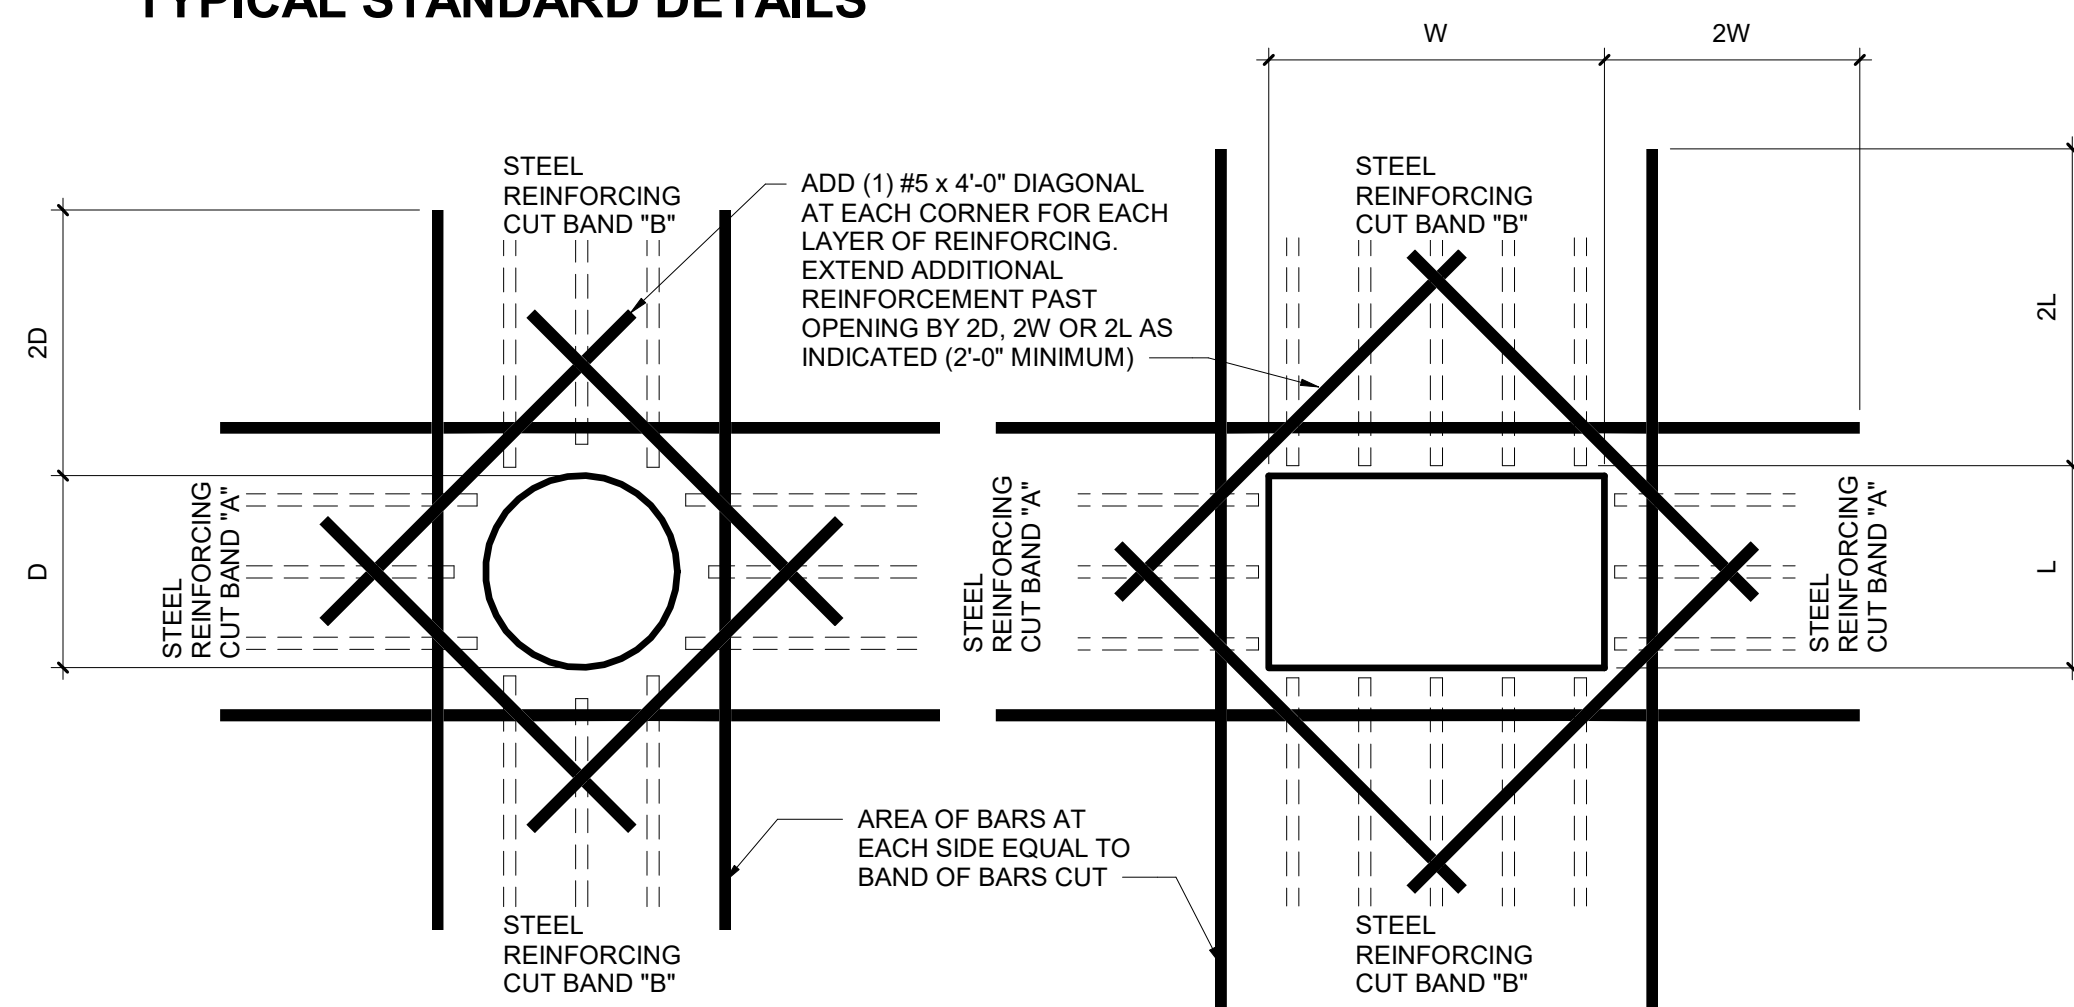 TYPICAL STANDARD DETAILS
W
2W
STEEL
REINFORCING
CUT BAND "B"
ADD (1) #5 x 4'-0" DIAGONAL
AT EACH CORNER FOR EACH
LAYER OF REINFORCING.
EXTEND ADDITIONAL
REINFORCEMENT PAST
OPENING BY 2D, 2W OR 2L AS
INDICATED (2'-0" MINIMUM)
STEEL
REINFORCING
CUT BAND "B"
2D
2L
D
STEEL
REINFORCING
CUT BAND "A"
STEEL
REINFORCING
CUT BAND "A"
STEEL
REINFORCING
CUT BAND "A"
L
AREA OF BARS AT
EACH SIDE EQUAL TO
BAND OF BARS CUT
STEEL
REINFORCING
CUT BAND "B"
STEEL
REINFORCING
CUT BAND "B"